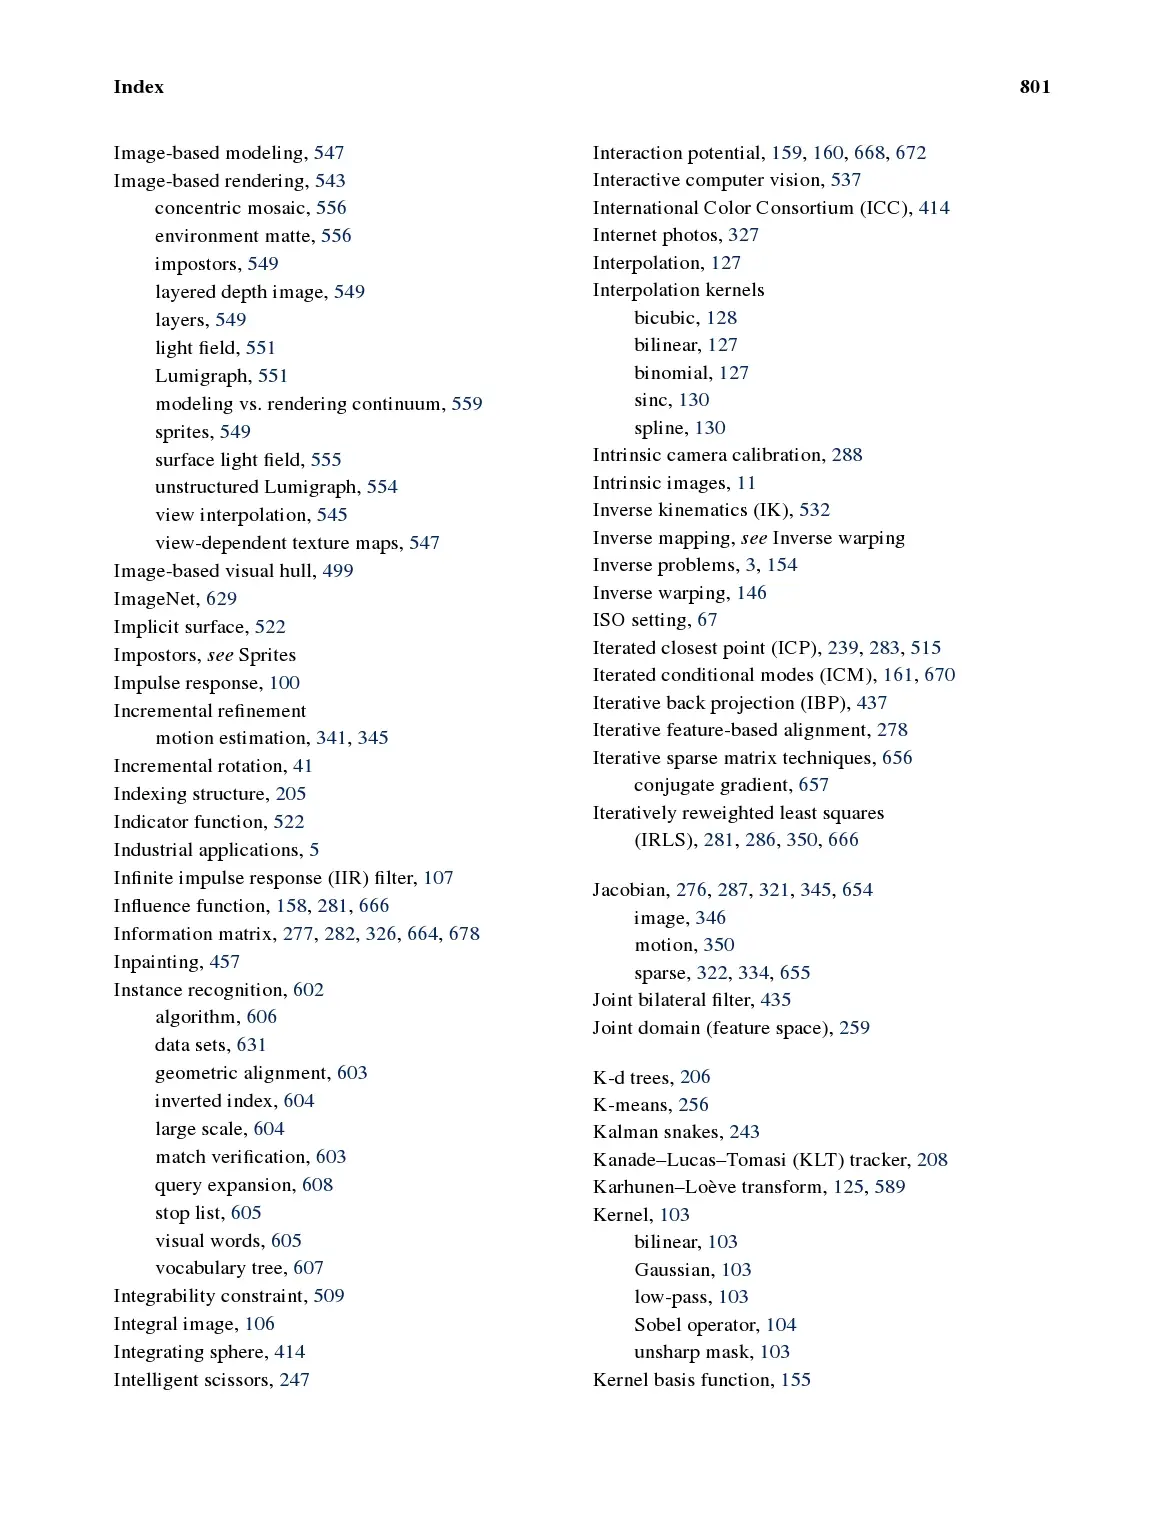 Index 801
Image-based modeling, 547
Image-based rendering, 543
concentric mosaic, 556
environment matte, 556
impostors, 549
layered depth image, 549
layers, 549
light field, 551
Lumigraph, 551
modeling vs. rendering continuum, 559
sprites, 549
surface light field, 555
unstructured Lumigraph, 554
view interpolation, 545
view-dependent texture maps, 547
Image-based visual hull, 499
ImageNet, 629
Implicit surface, 522
Impostors, see Sprites
Impulse response, 100
Incremental refinement
motion estimation, 341, 345
Incremental rotation, 41
Indexing structure, 205
Indicator function, 522
Industrial applications, 5
Infinite impulse response (IIR) filter, 107
Influence function, 158, 281, 666
Information matrix, 277, 282, 326, 664, 678
Inpainting, 457
Instance recognition, 602
algorithm, 606
data sets, 631
geometric alignment, 603
inverted index, 604
large scale, 604
match verification, 603
query expansion, 608
stop list, 605
visual words, 605
vocabulary tree, 607
Integrability constraint, 509
Integral image, 106
Integrating sphere, 414
Intelligent scissors, 247
Interaction potential, 159, 160, 668, 672
Interactive computer vision, 537
International Color Consortium (ICC), 414
Internet photos, 327
Interpolation, 127
Interpolation kernels
bicubic, 128
bilinear, 127
binomial, 127
sinc, 130
spline, 130
Intrinsic camera calibration, 288
Intrinsic images, 11
Inverse kinematics (IK), 532
Inverse mapping, see Inverse warping
Inverse problems, 3, 154
Inverse warping, 146
ISO setting, 67
Iterated closest point (ICP), 239, 283, 515
Iterated conditional modes (ICM), 161, 670
Iterative back projection (IBP), 437
Iterative feature-based alignment, 278
Iterative sparse matrix techniques, 656
conjugate gradient, 657
Iteratively reweighted least squares
(IRLS), 281, 286, 350, 666
Jacobian, 276, 287, 321, 345, 654
image, 346
motion, 350
sparse, 322, 334, 655
Joint bilateral filter, 435
Joint domain (feature space), 259
K-d trees, 206
K-means, 256
Kalman snakes, 243
Kanade–Lucas–Tomasi (KLT) tracker, 208
Karhunen–Loève transform, 125, 589
Kernel, 103
bilinear, 103
Gaussian, 103
low-pass, 103
Sobel operator, 104
unsharp mask, 103
Kernel basis function, 155